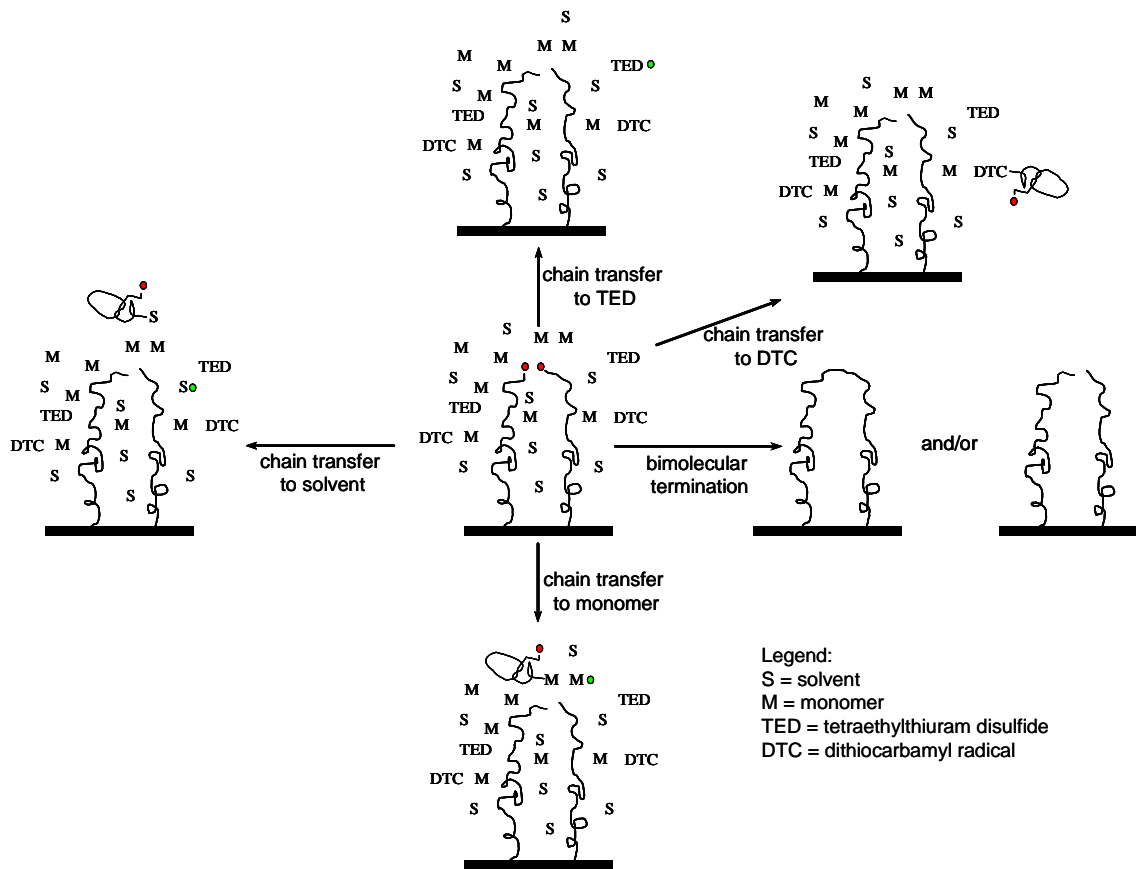 S
M M
M
M
TED
S
S
M
S
TED
M
M
DTC
DTC M
S
S
S
S
chain transfer
to TED
S
M M
M
M
TED
S
S
M
S
TED
M
M
DTC
DTC M
S
S
S
S
chain transfer
to DTC
S
M M
M
M
TED
S
S
M
S
TED
M
M
DTC
DTC M
S
S
S
S
chain transfer
to solvent
S
M M
M
M
TED
S
S
M
S
TED
M
M
DTC
DTC M
S
S
S
S
bimolecular
termination
and/or
chain transfer
to monomer
S
M M
M
M
TED
S
S
M
S
TED
M
M
DTC
DTC M
S
S
S
S
Legend:
S = solvent
M = monomer
TED = tetraethylthiuram disulfide
DTC = dithiocarbamyl radical